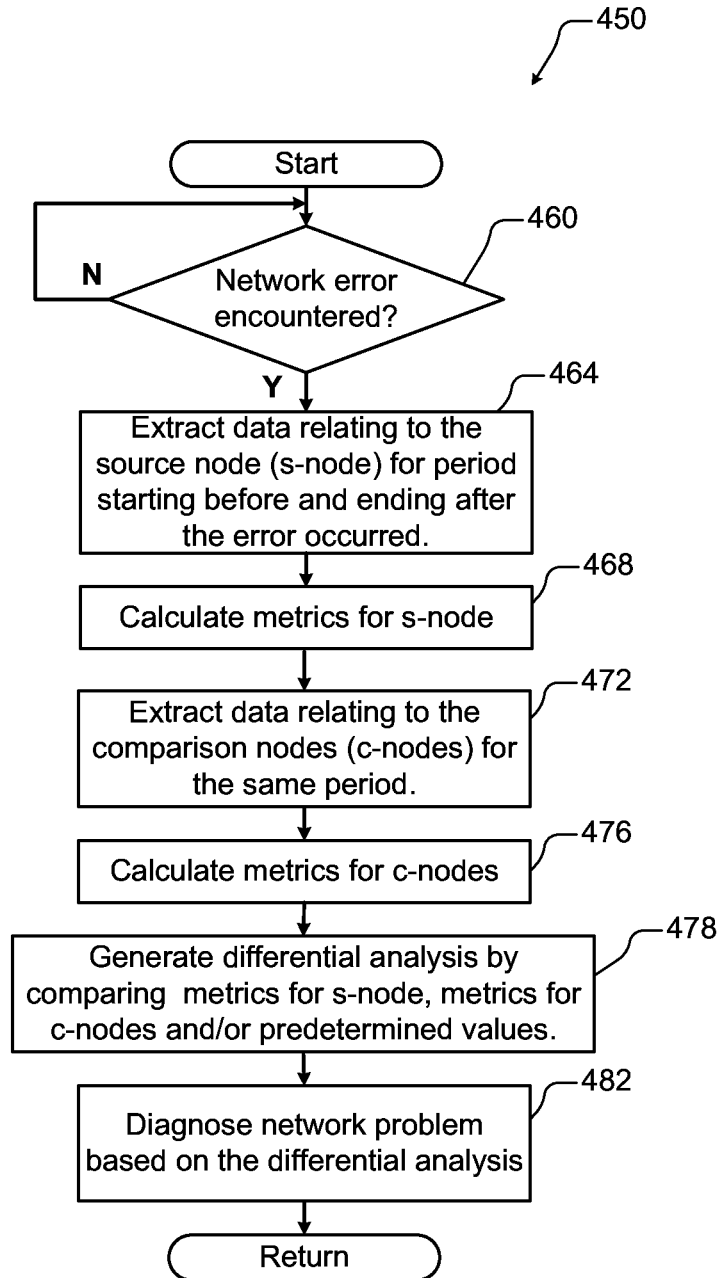 450
Start
460
N
Network error
encountered?
Y
464
Extract data relating to the
source node (s-node) for period
starting before and ending after
the error occurred.
468
Calculate metrics for s-node
472
Extract data relating to the
comparison nodes (c-nodes) for
the same period.
476
Calculate metrics for c-nodes
478
Generate differential analysis by
comparing metrics for s-node, metrics for
c-nodes and/or predetermined values.
482
Diagnose network problem
based on the differential analysis
Return